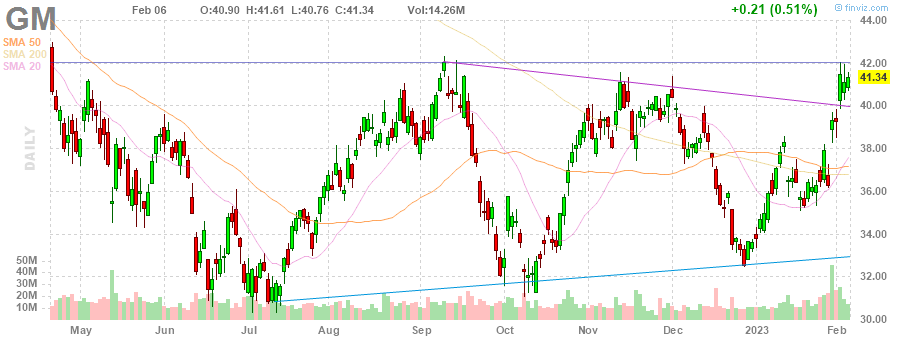 GM
Feb 06 O:40.90 H:41.61 L:40.76 C:41.34 Vol:14.26M +0.21 (0.51%)
© finviz.com
SMA 50
SMA 200
SMA 20
DAILY
44.00
42.00
41.34
40.00
38.00
36.00
34.00
32.00
30.00
50M
40M
30M
20M
10M
May Jun Jul Aug Sep Oct Nov Dec 2023 Feb